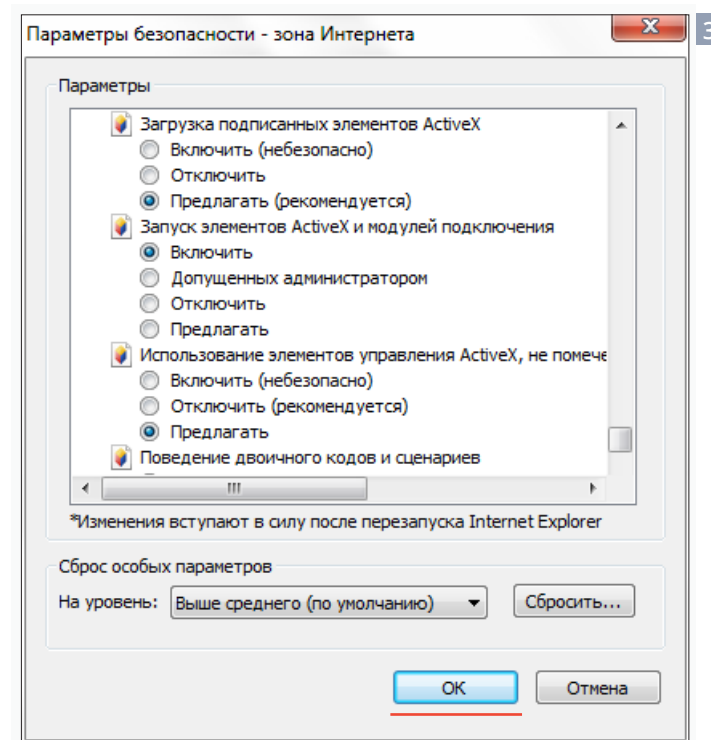 Параметры безопасности - зона Интернета
Параметры
Загрузка подписанных элементов ActiveX
Включить (небезопасно)
Отключить
Предлагать (рекомендуется)
Запуск элементов ActiveX и модулей подключения
Включить
Допущенных администратором
Отключить
Предлагать
Использование элементов управления ActiveX, не помече
Включить (небезопасно)
Отключить (рекомендуется)
Предлагать
Поведение двоичного кодов и сценариев
*Изменения вступают в силу после перезапуска Internet Explorer
Сброс особых параметров
На уровень: Выше среднего (по умолчанию) Сбросить...
ОК Отмена